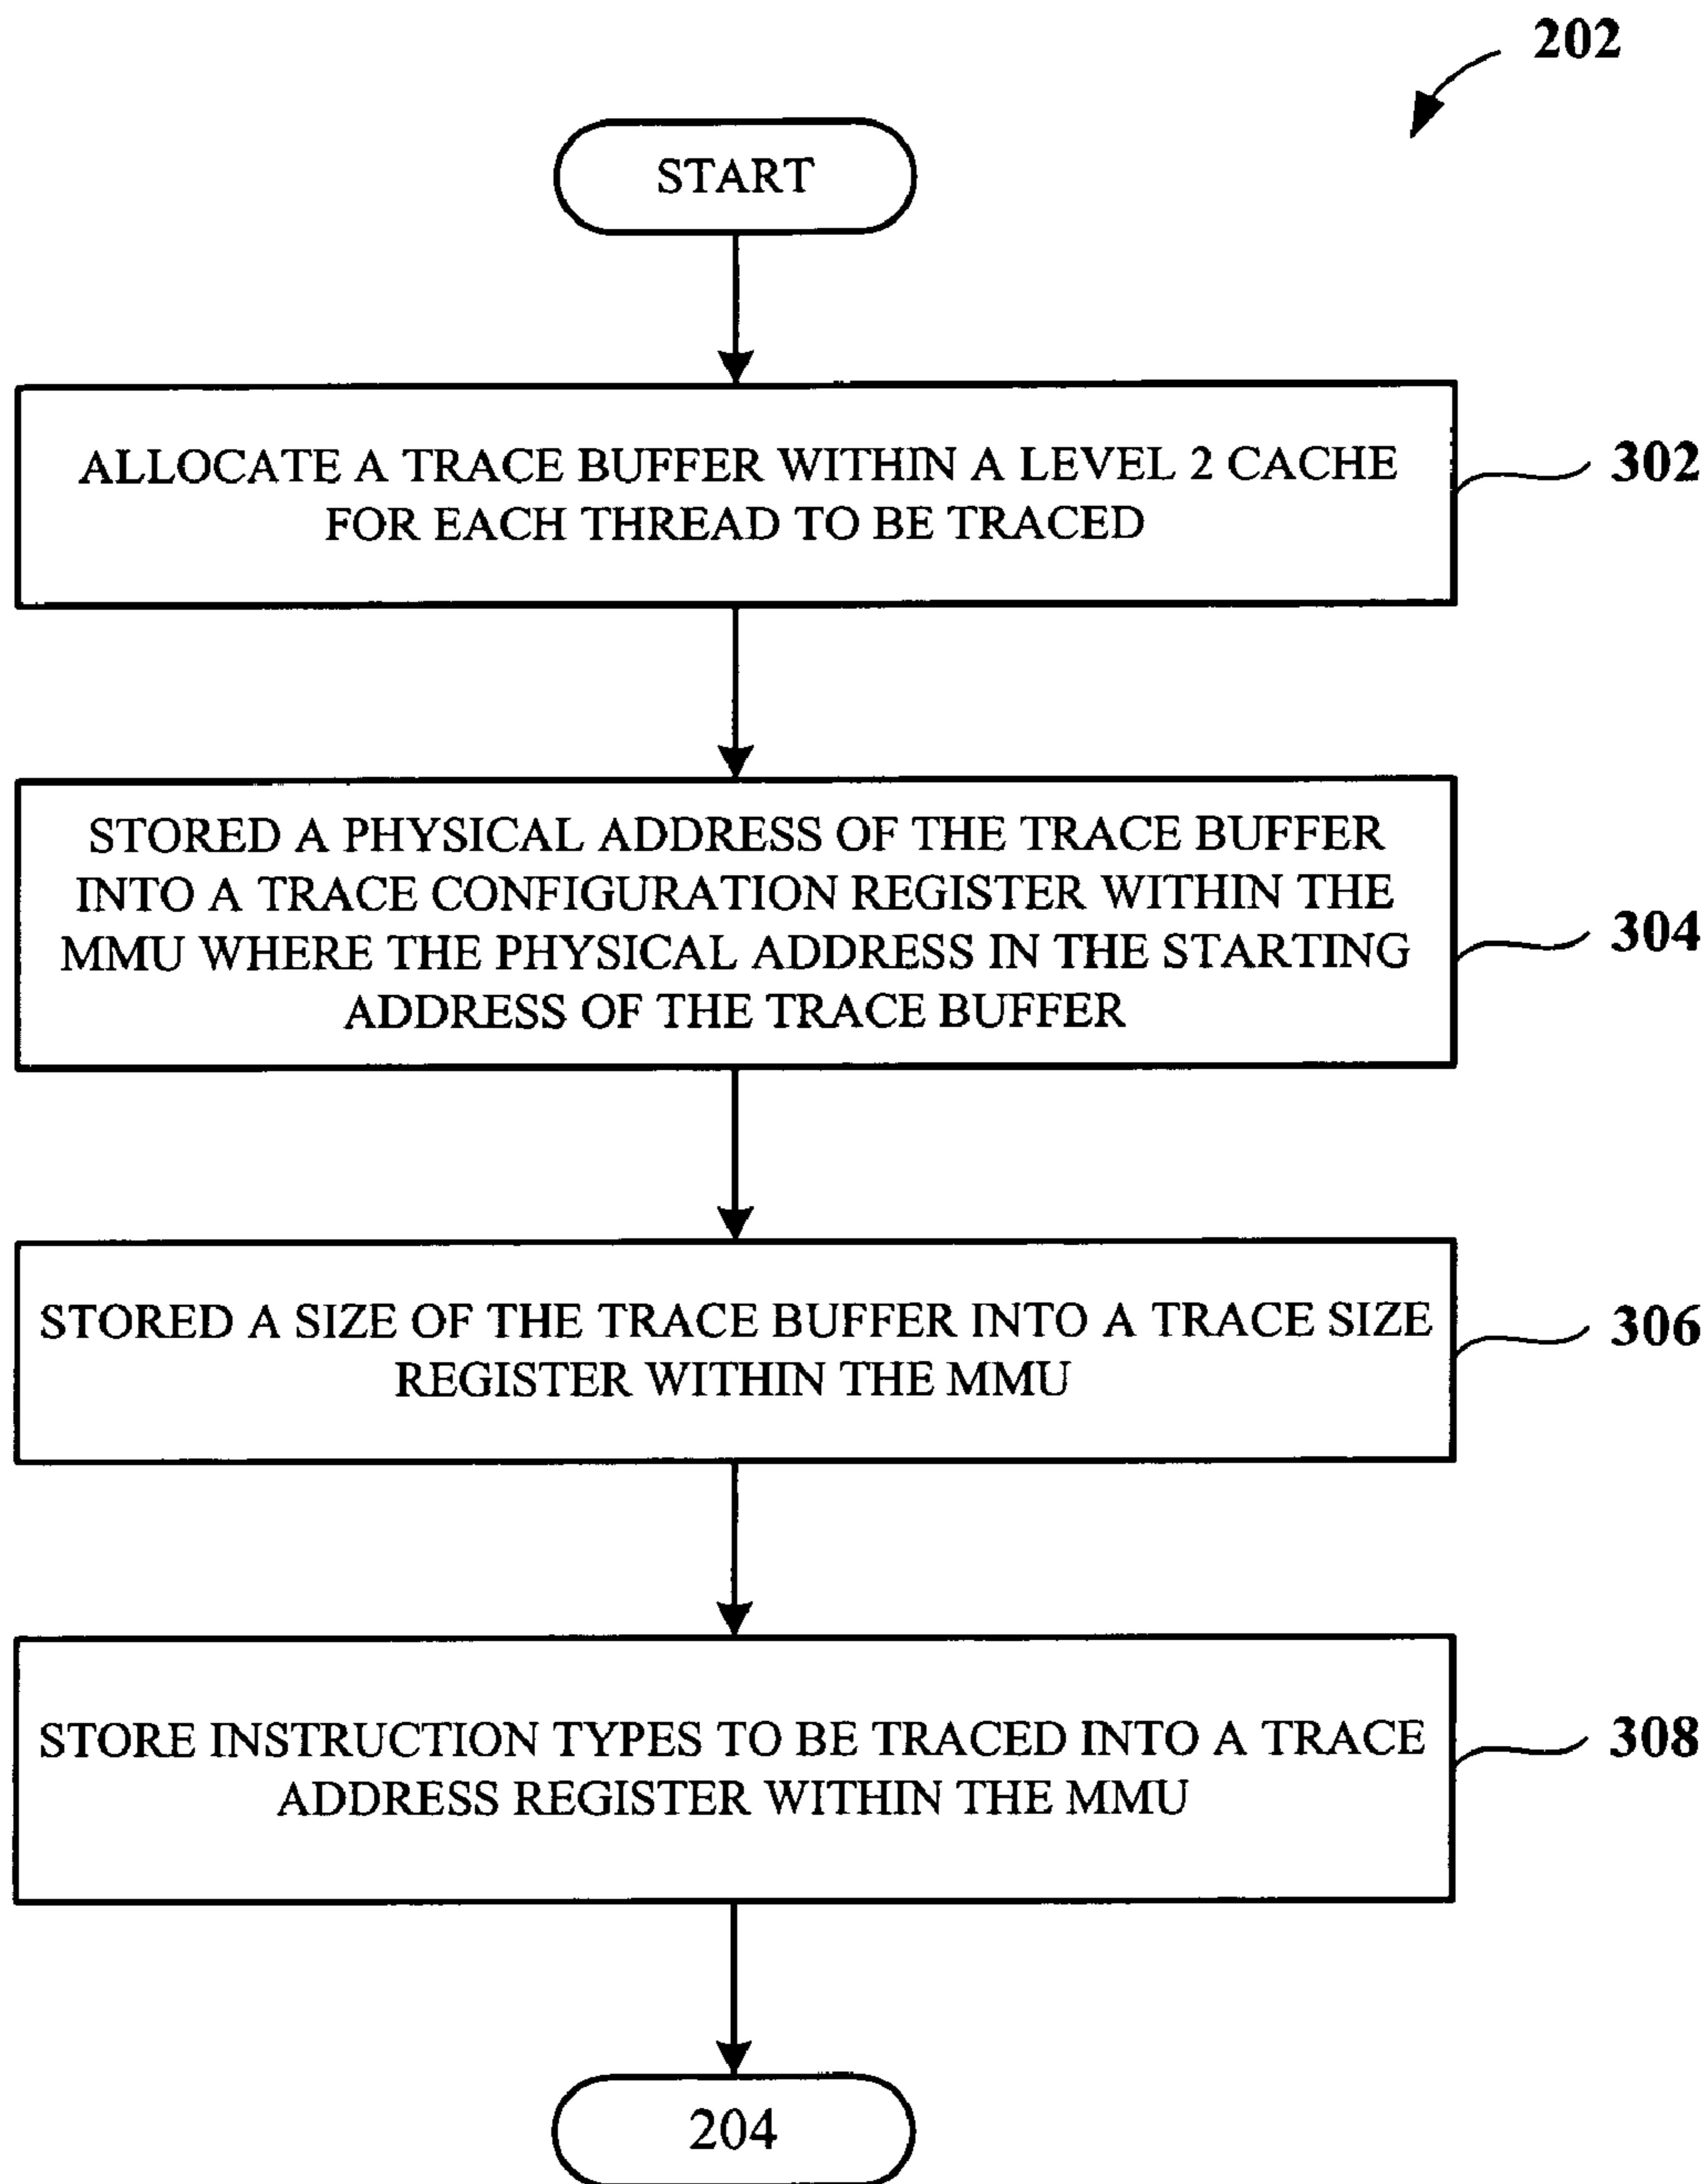 202
START
ALLOCATE A TRACE BUFFER WITHIN A LEVEL 2 CACHE
FOR EACH THREAD TO BE TRACED
302
STORED A PHYSICAL ADDRESS OF THE TRACE BUFFER
INTO A TRACE CONFIGURATION REGISTER WITHIN THE
MMU WHERE THE PHYSICAL ADDRESS IN THE STARTING
ADDRESS OF THE TRACE BUFFER
304
STORED A SIZE OF THE TRACE BUFFER INTO A TRACE SIZE
REGISTER WITHIN THE MMU
306
STORE INSTRUCTION TYPES TO BE TRACED INTO A TRACE
ADDRESS REGISTER WITHIN THE MMU
308
204